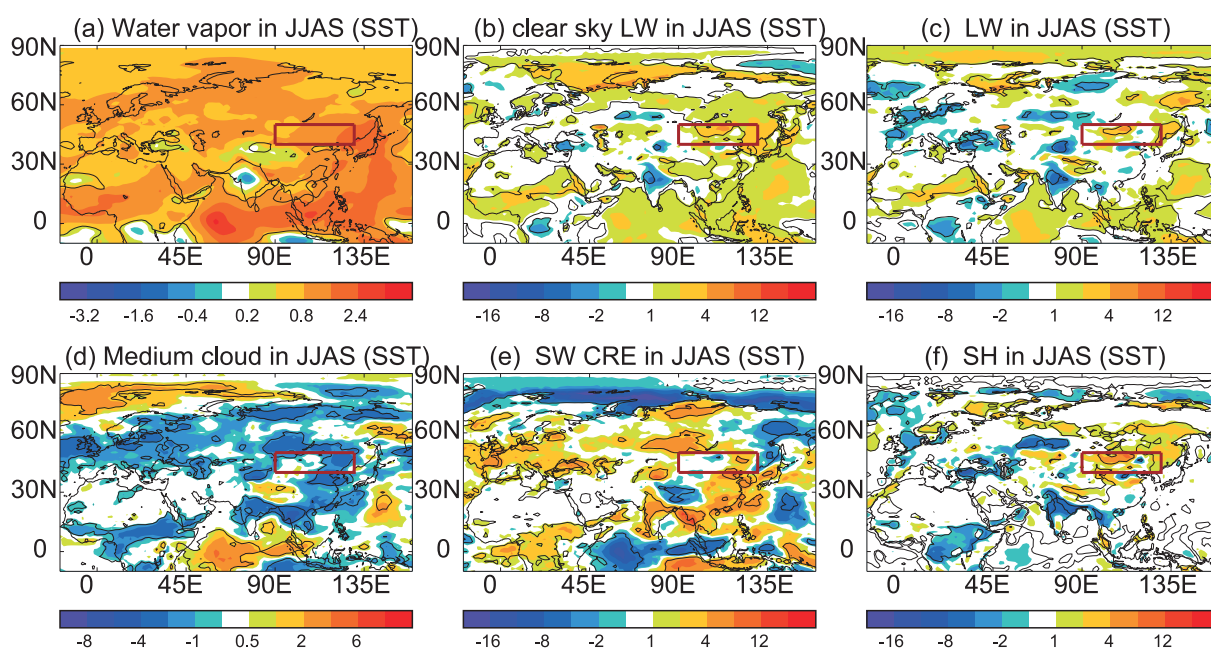 (a) Water vapor in JJAS (SST) (b) clear sky LW in JJAS (SST) (c) LW in JJAS (SST)
90N 90N 90N
60N 60N 60N
30N 30N 30N
0 0 0
0 45E 90E 135E 0 45E 90E 135E 0 45E 90E 135E
-3.2 -1.6 -0.4 0.2 0.8 2.4 -16 -8 -2 1 4 12 -16 -8 -2 1 4 12
(d) Medium cloud in JJAS (SST) (e) SW CRE in JJAS (SST) (f) SH in JJAS (SST)
90N 90N 90N
60N 60N 60N
30N 30N 30N
0 0 0
0 45E 90E 135E 0 45E 90E 135E 0 45E 90E 135E
-8 -4 -1 0.5 2 6 -16 -8 -2 1 4 12 -16 -8 -2 1 4 12